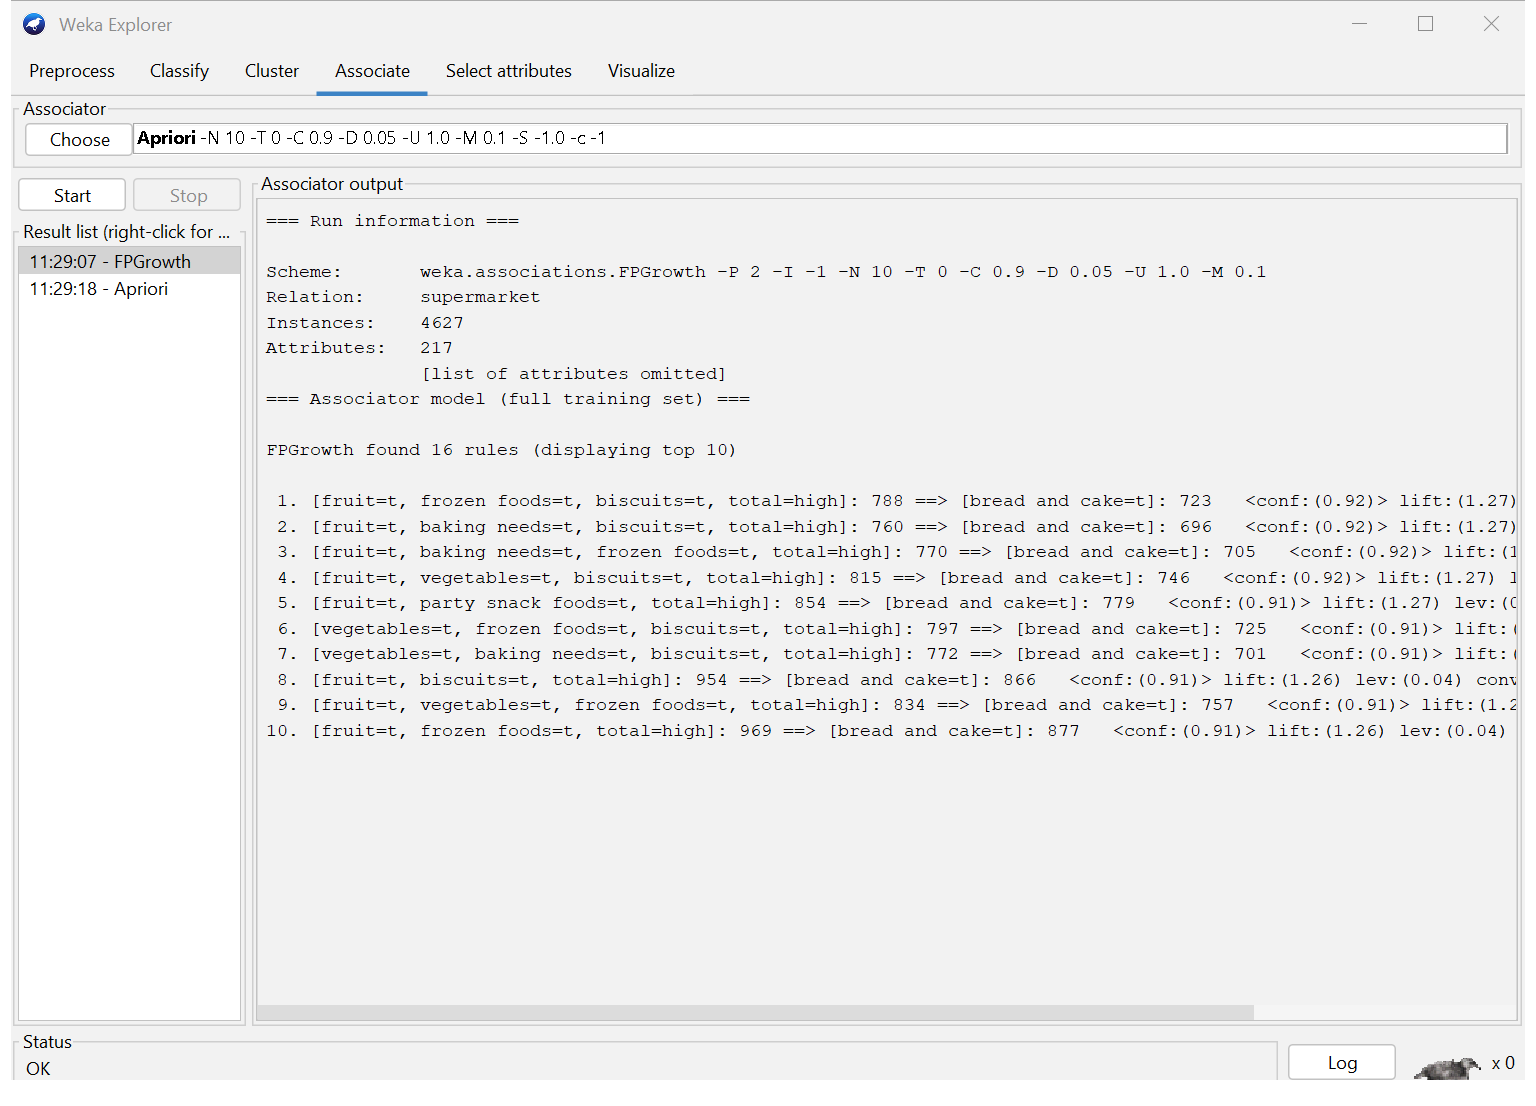 Weka Explorer
Preprocess Classify Cluster Associate Select attributes Visualize
Associator
Choose Apriori -N 10 -T 0 -C 0.9 -D 0.05 -U 1.0 -M 0.1 -S -1.0 -c -1
Start Stop
Associator output
Result list (right-click for ...
11:29:07 - FPGrowth
11:29:18 - Apriori
=== Run information ===
Scheme: weka.associations.FPGrowth -P 2 -I -1 -N 10 -T 0 -C 0.9 -D 0.05 -U 1.0 -M 0.1
Relation: supermarket
Instances: 4627
Attributes: 217
[list of attributes omitted]
=== Associator model (full training set) ===
FPGrowth found 16 rules (displaying top 10)
1. [fruit=t, frozen foods=t, biscuits=t, total=high]: 788 ==> [bread and cake=t]: 723 <conf:(0.92)> lift:(1.27)
2. [fruit=t, baking needs=t, biscuits=t, total=high]: 760 ==> [bread and cake=t]: 696 <conf:(0.92)> lift:(1.27)
3. [fruit=t, baking needs=t, frozen foods=t, total=high]: 770 ==> [bread and cake=t]: 705 <conf:(0.92)> lift:(1
4. [fruit=t, vegetables=t, biscuits=t, total=high]: 815 ==> [bread and cake=t]: 746 <conf:(0.92)> lift:(1.27) l
5. [fruit=t, party snack foods=t, total=high]: 854 ==> [bread and cake=t]: 779 <conf:(0.91)> lift:(1.27) lev:(0
6. [vegetables=t, frozen foods=t, biscuits=t, total=high]: 797 ==> [bread and cake=t]: 725 <conf:(0.91)> lift:(
7. [vegetables=t, baking needs=t, biscuits=t, total=high]: 772 ==> [bread and cake=t]: 701 <conf:(0.91)> lift:(
8. [fruit=t, biscuits=t, total=high]: 954 ==> [bread and cake=t]: 866 <conf:(0.91)> lift:(1.26) lev:(0.04) conv
9. [fruit=t, vegetables=t, frozen foods=t, total=high]: 834 ==> [bread and cake=t]: 757 <conf:(0.91)> lift:(1.2
10. [fruit=t, frozen foods=t, total=high]: 969 ==> [bread and cake=t]: 877 <conf:(0.91)> lift:(1.26) lev:(0.04)
Status
OK
Log x 0